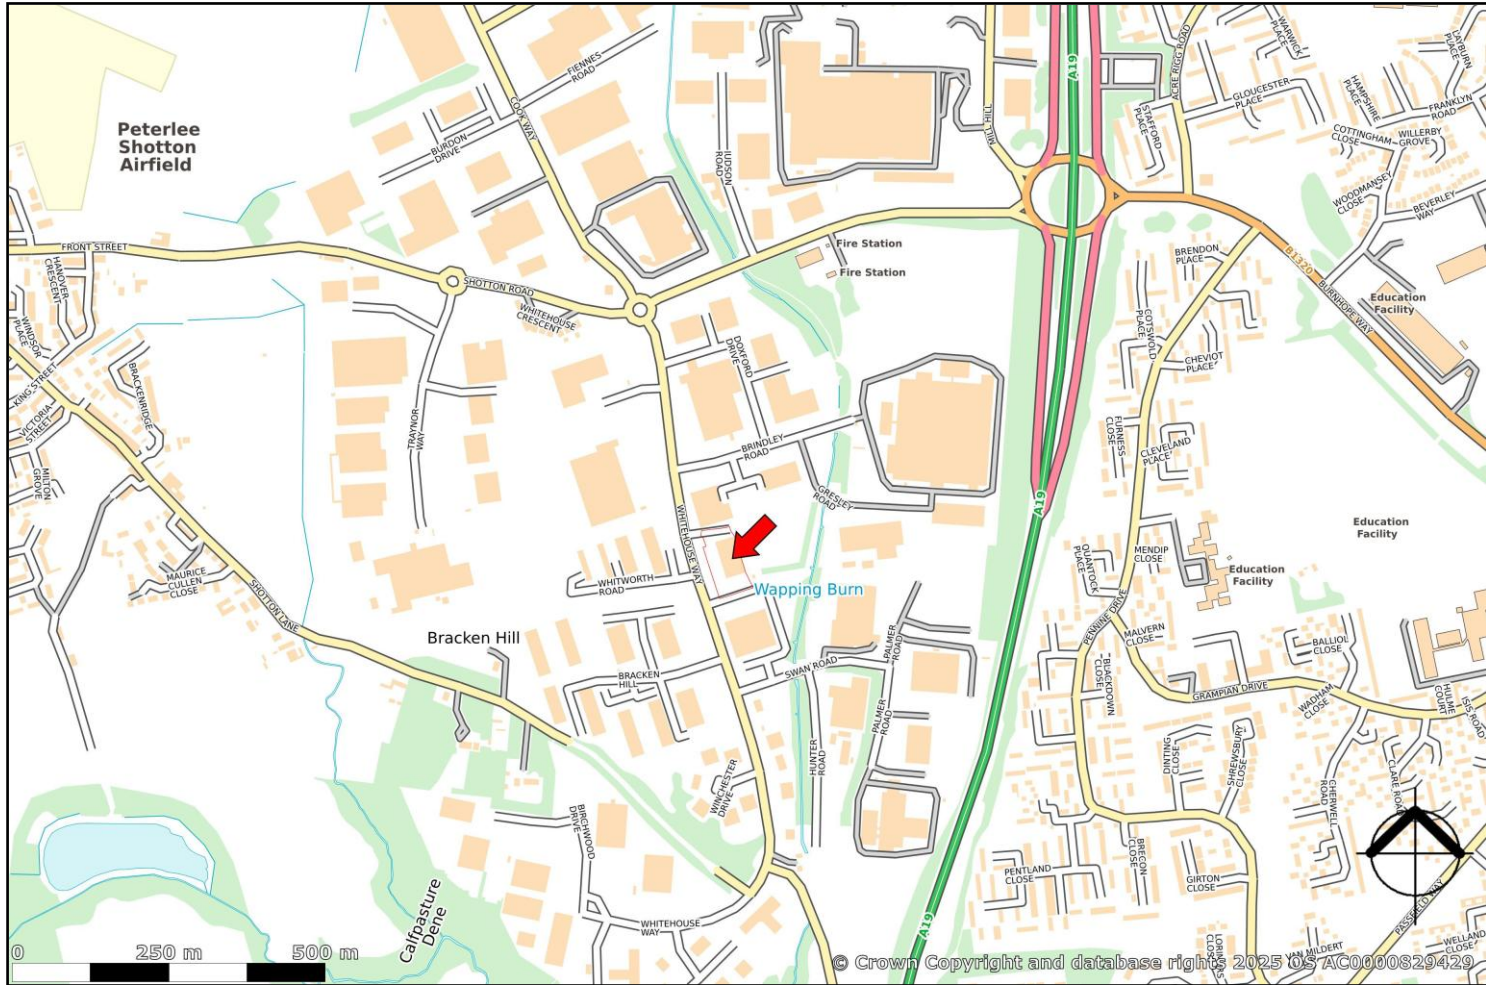 WARWICK
PLACE
LAYBURN
PLACE
FIENNES
ROAD
COOK WAY
A19
ACRE RIGG ROAD
GLOUCESTER
PLACE
HAMPSHIRE
PLACE
FRANKLYN
ROAD
STAFFORD
PLACE
MILL HILL
COTTINGHAM
CLOSE
WILLERBY
GROVE
Peterlee
Shotton
Airfield
BURDON
DRIVE
JUDSON
ROAD
WOODMANSEY
CLOSE
BEVERLEY
WAY
FRONT STREET
HANOVER
CRESCENT
Fire Station
Fire Station
BRENDON
PLACE
B1320
BURNHOPE WAY
Education
Facility
SHOTTON ROAD
WHITEHOUSE
CRESCENT
WINDSOR
PLACE
KING STREET
VICTORIA
STREET
BRACKENRIDGE
DOXFORD
DRIVE
COTSWOLD
PLACE
CHEVIOT
PLACE
TRAYNOR
WAY
BRINDLEY
ROAD
FURNESS
CLOSE
CLEVELAND
PLACE
MILTON
GROVE
GRESLEY
ROAD
A19
WHITEHOUSE WAY
Education
Facility
QUANTOCK
PLACE
MENDIP
CLOSE
Education
Facility
MAURICE
CULLEN
CLOSE
WHITWORTH
ROAD
Wapping Burn
SHOTTON LANE
Bracken Hill
PENNINE DRIVE
MALVERN
CLOSE
PALMER
ROAD
BALLIOL
CLOSE
BRACKEN
HILL
SWAN ROAD
BLACKDOWN
CLOSE
GRAMPIAN DRIVE
WADHAM
CLOSE
HULME
COURT
ISIS ROAD
PALMER
ROAD
HUNTER
ROAD
WINCHESTER
DRIVE
DINTING
CLOSE
SHREWSBURY
CLOSE
CHERWELL
ROAD
CLARE ROAD
BIRCHWOOD
DRIVE
PENTLAND
CLOSE
BRECON
CLOSE
GIRTON
CLOSE
Calfpasture
Dene
WHITEHOUSE
WAY
A19
PASSFIELD WAY
WELLAND
CLOSE
VAN MILDERT
CLOSE
0 250 m 500 m
© Crown Copyright and database rights 2025 OS AC0000829429